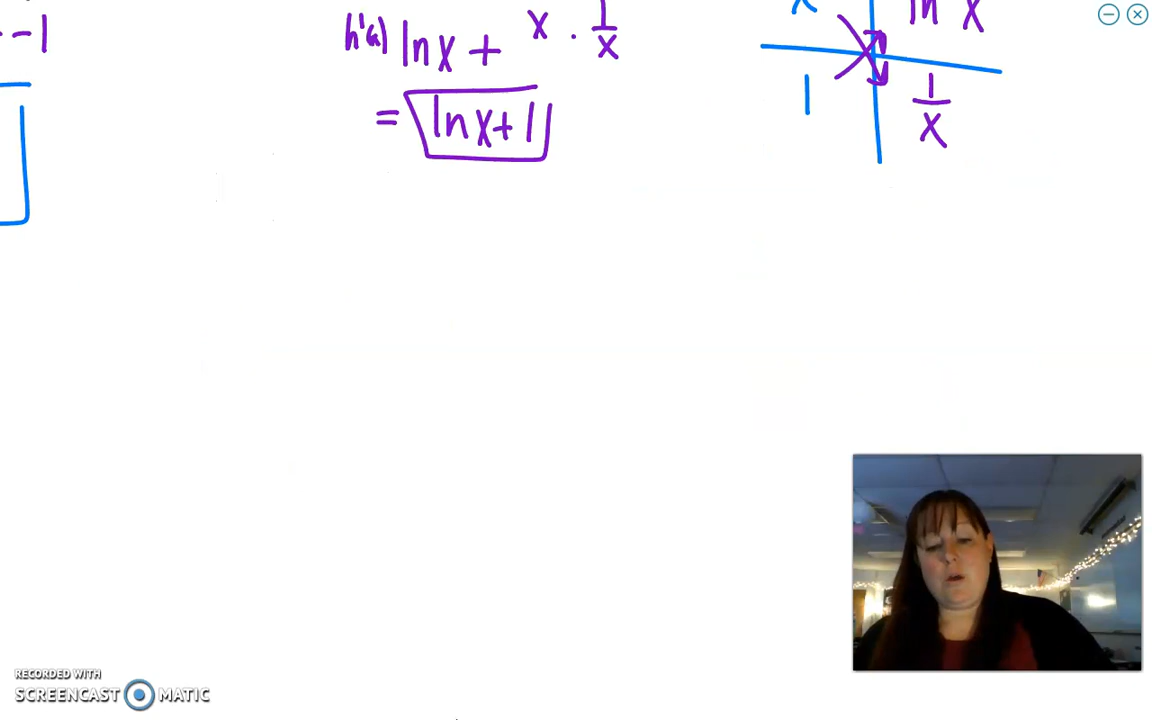 - -1
h'(x) ln x + x · 1/x
= ln x + 1
x ln x
1 1/x
RECORDED WITH
SCREENCAST MATIC